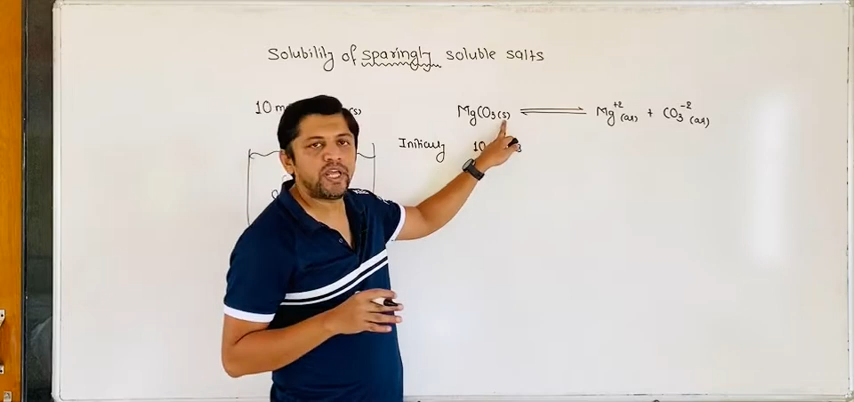 Solubility of sparingly soluble salts
10 (s) MgCO3(s) ⇌ Mg+2(aq) + CO3-2(aq)
Initially 10